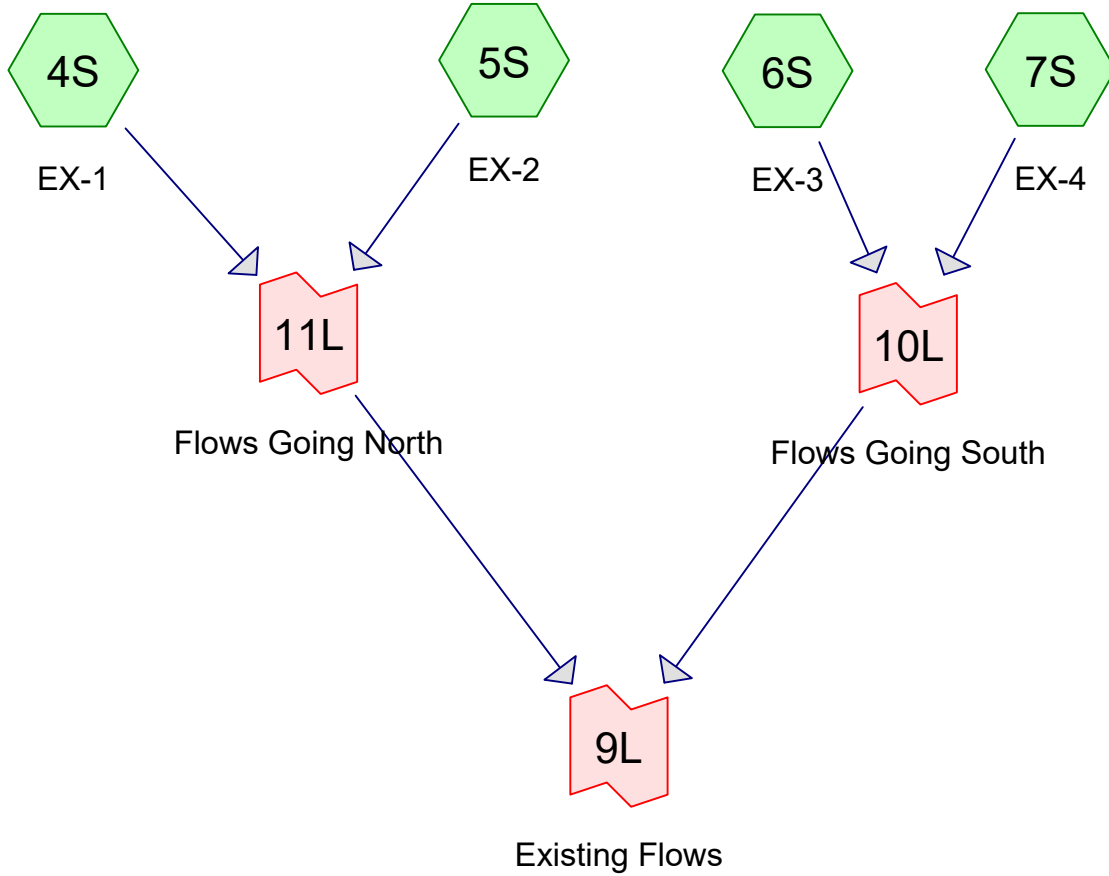 4S
5S
6S
7S
EX-1
EX-2
EX-3
EX-4
11L
10L
Flows Going North
Flows Going South
9L
Existing Flows